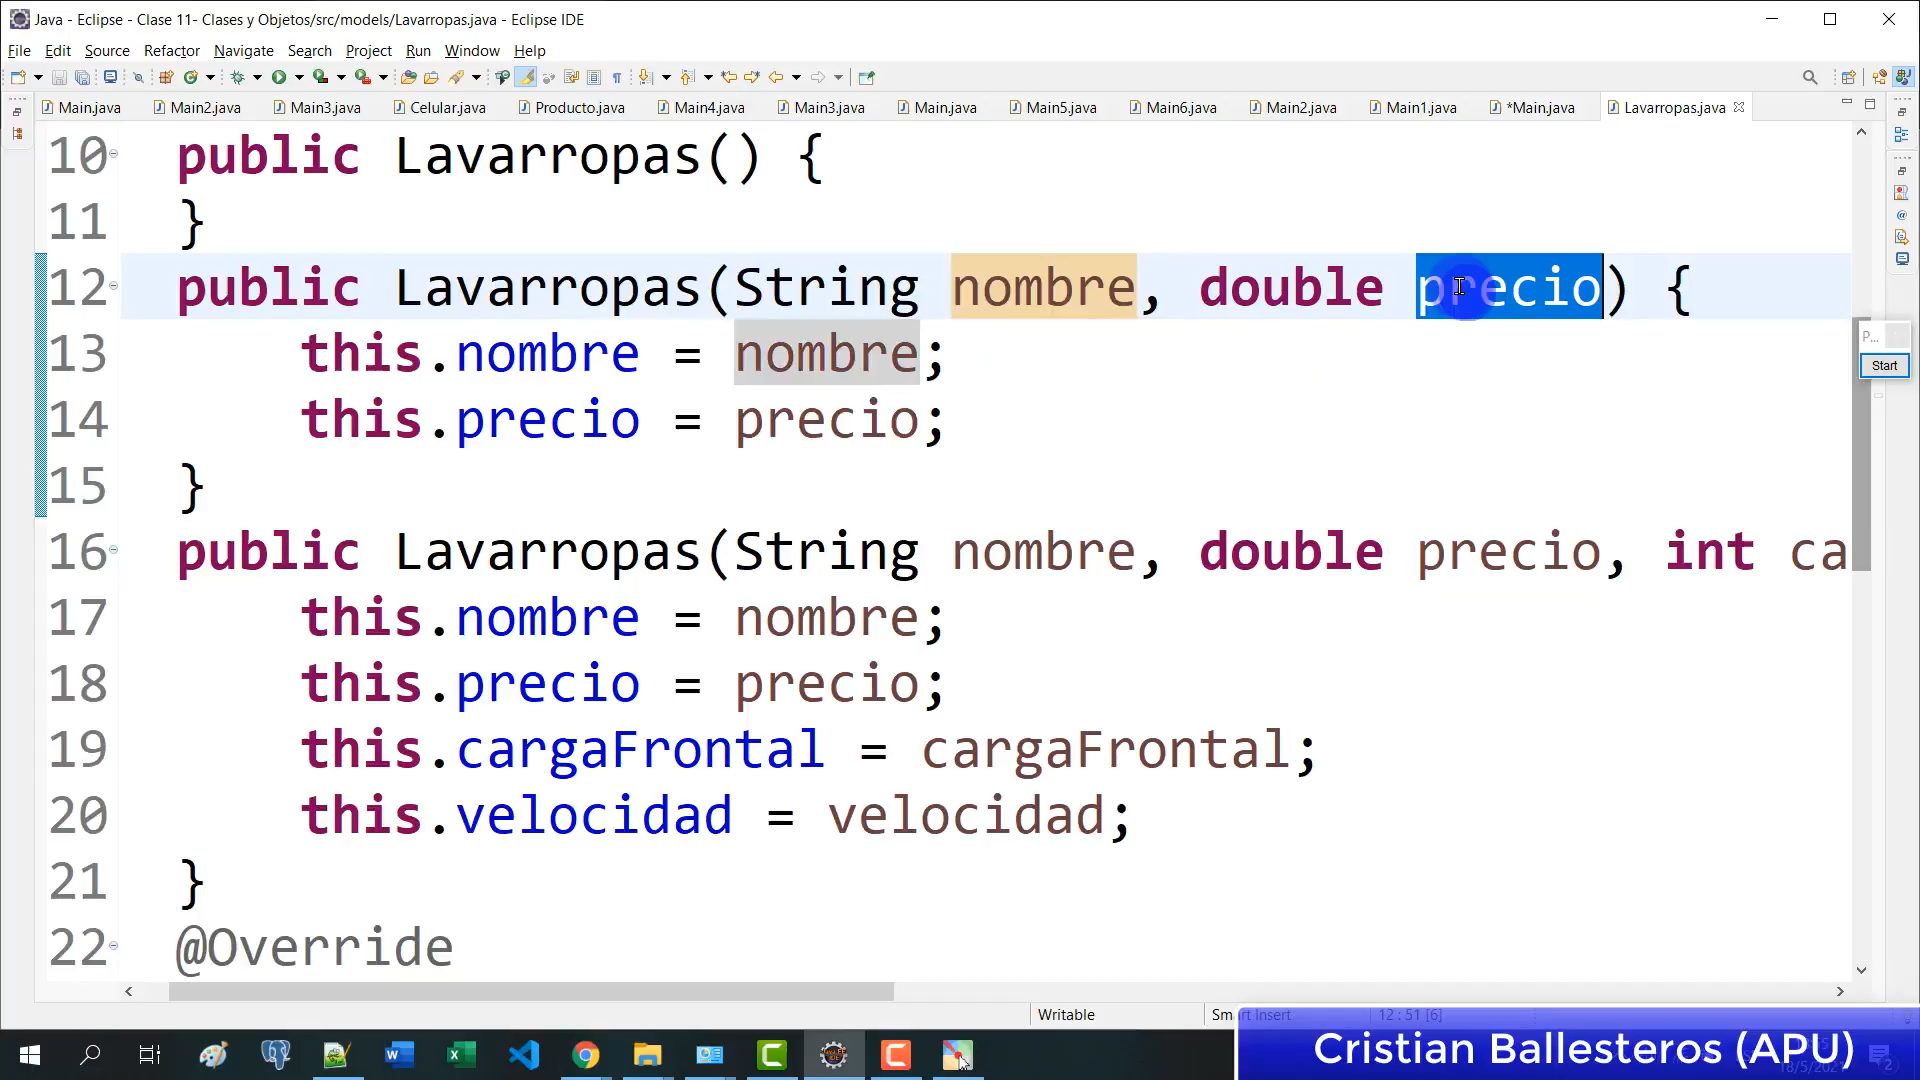 Java - Eclipse - Clase 11- Clases y Objetos/src/models/Lavarropas.java - Eclipse IDE
File Edit Source Refactor Navigate Search Project Run Window Help
Main.java Main2.java Main3.java Celular.java Producto.java Main4.java Main3.java Main.java Main5.java Main6.java Main2.java Main1.java *Main.java Lavarropas.java
10 public Lavarropas() {
11 }
12 public Lavarropas(String nombre, double precio) {
13 this.nombre = nombre;
14 this.precio = precio;
15 }
16 public Lavarropas(String nombre, double precio, int ca
17 this.nombre = nombre;
18 this.precio = precio;
19 this.cargaFrontal = cargaFrontal;
20 this.velocidad = velocidad;
21 }
22 @Override
P...
Start
Writable Smart Insert 12 : 51 [6]
Cristian Ballesteros (APU)